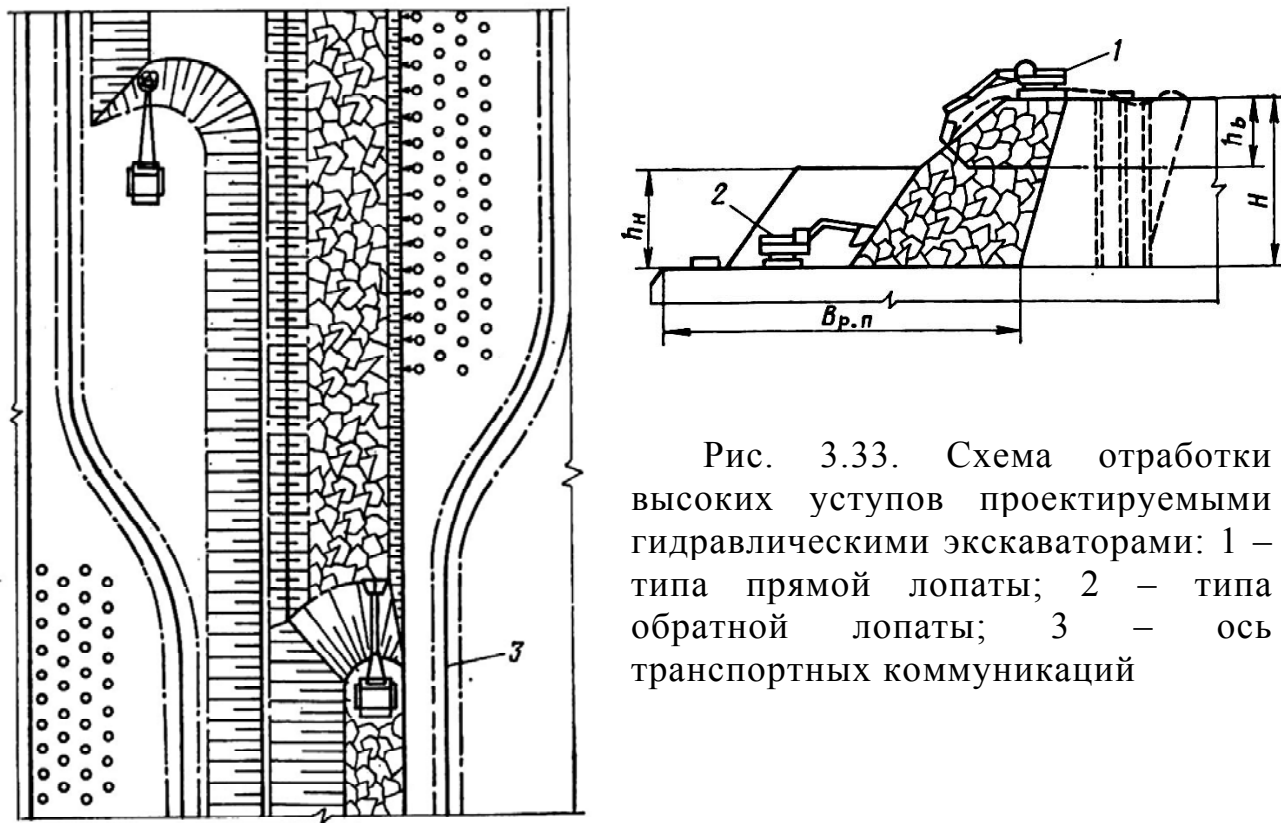 1
2
3
hн
hь
H
Bр.п
Рис. 3.33. Схема отработки
высоких уступов проектируемыми
гидравлическими экскаваторами: 1 –
типа прямой лопаты; 2 – типа
обратной лопаты; 3 – ось
транспортных коммуникаций